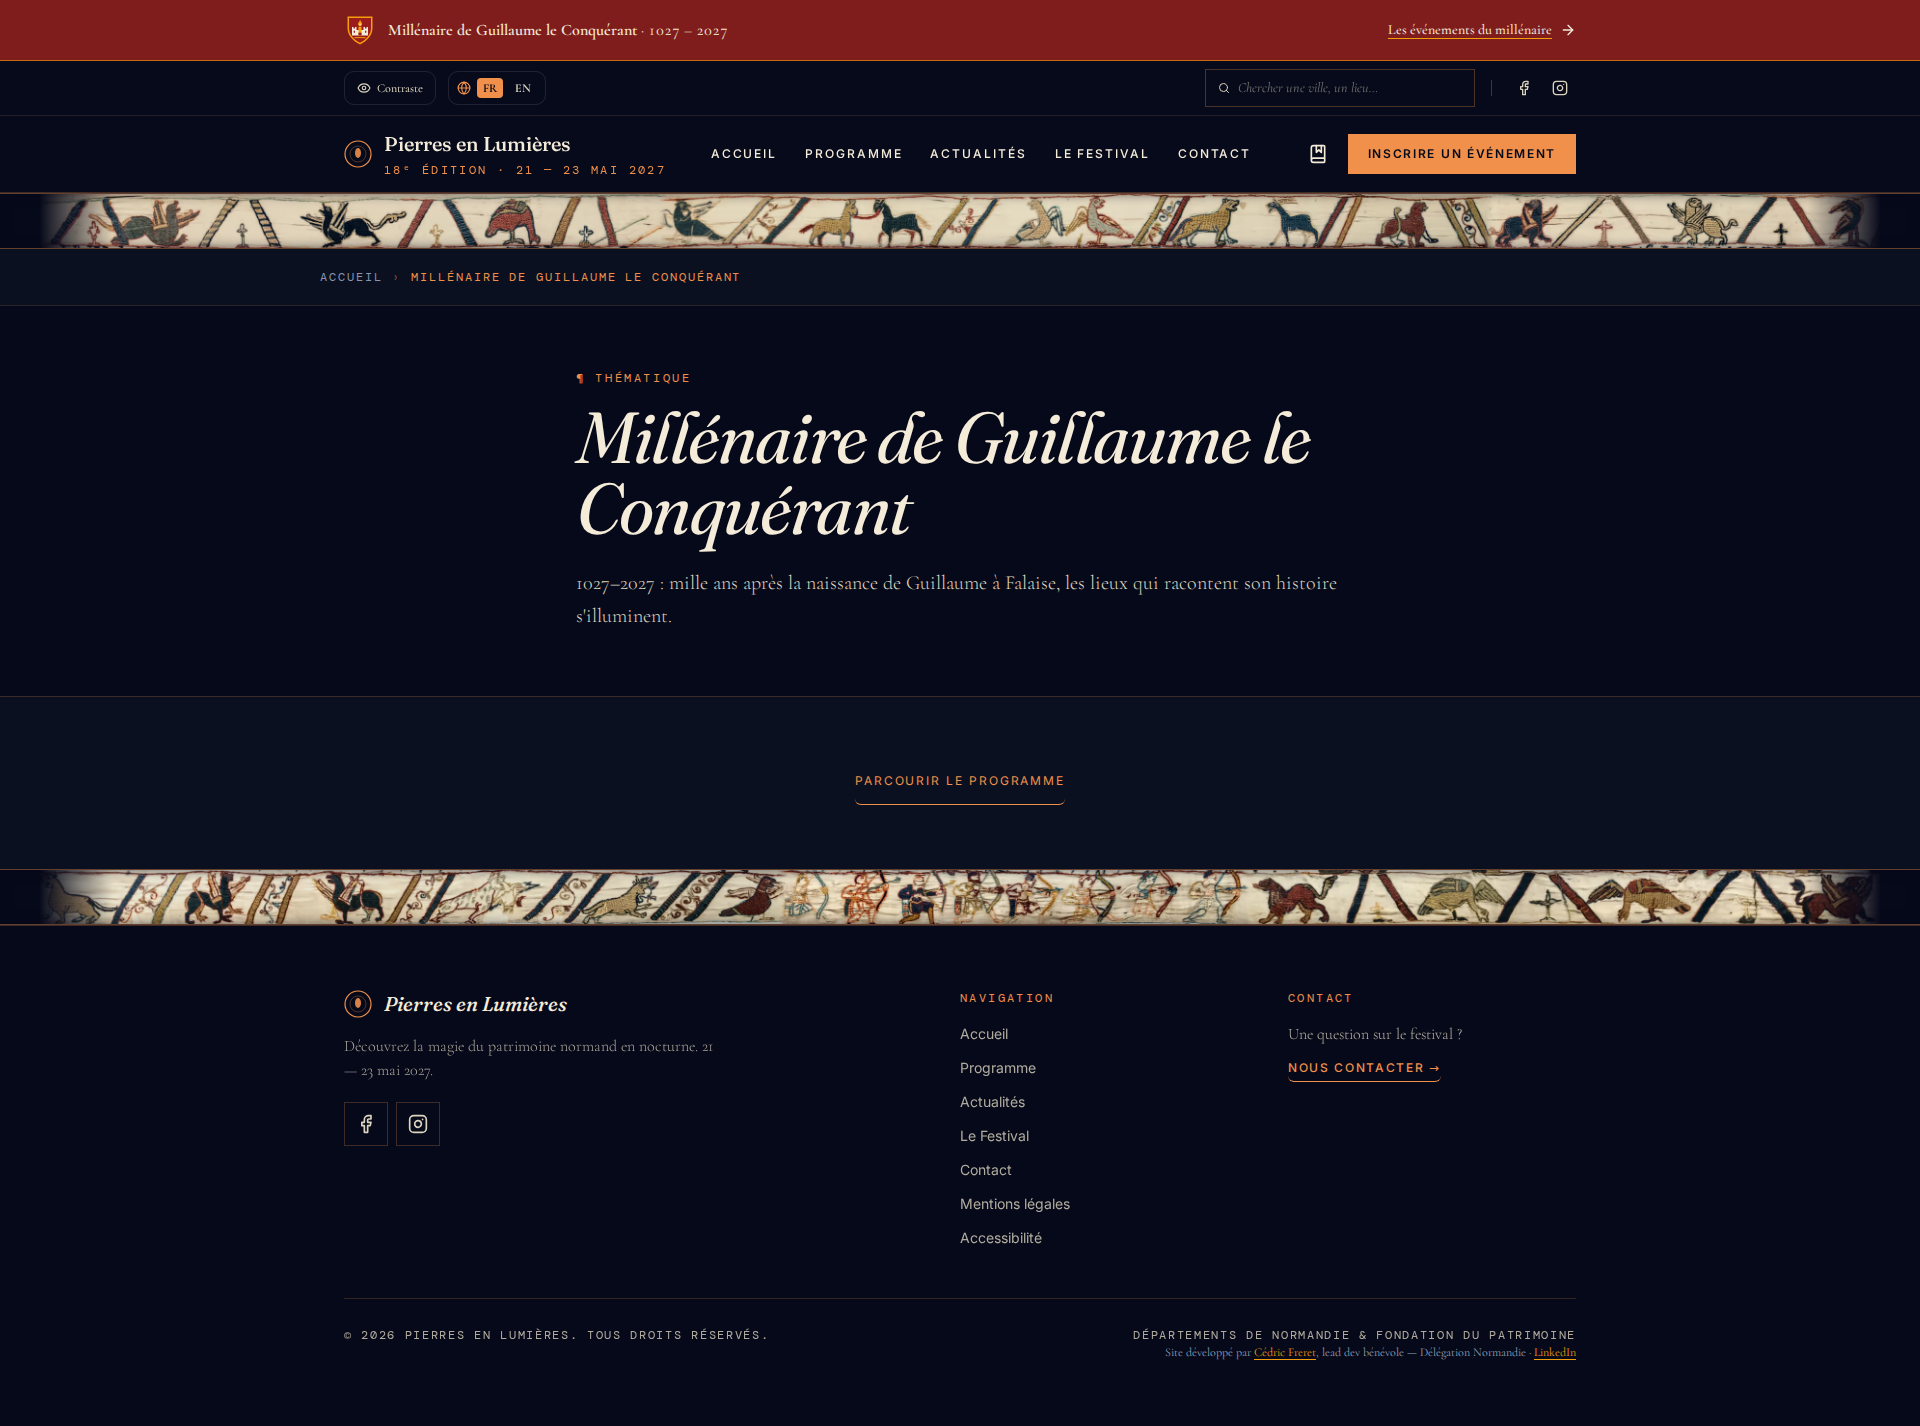 Millénaire de Guillaume le Conquérant · 1027 – 2027
Les événements du millénaire →
Contraste
FR EN
Chercher une ville, un lieu...
Pierres en Lumières
18ᵉ ÉDITION · 21 — 23 MAI 2027
ACCUEIL PROGRAMME ACTUALITÉS LE FESTIVAL CONTACT
INSCRIRE UN ÉVÉNEMENT
ACCUEIL › MILLÉNAIRE DE GUILLAUME LE CONQUÉRANT
¶ THÉMATIQUE
Millénaire de Guillaume le
Conquérant
1027–2027 : mille ans après la naissance de Guillaume à Falaise, les lieux qui racontent son histoire
s'illuminent.
PARCOURIR LE PROGRAMME
Pierres en Lumières
Découvrez la magie du patrimoine normand en nocturne. 21
— 23 mai 2027.
NAVIGATION
Accueil
Programme
Actualités
Le Festival
Contact
Mentions légales
Accessibilité
CONTACT
Une question sur le festival ?
NOUS CONTACTER →
© 2026 PIERRES EN LUMIÈRES. TOUS DROITS RÉSERVÉS.
DÉPARTEMENTS DE NORMANDIE & FONDATION DU PATRIMOINE
Site développé par Cédric Freret, lead dev bénévole — Délégation Normandie · LinkedIn